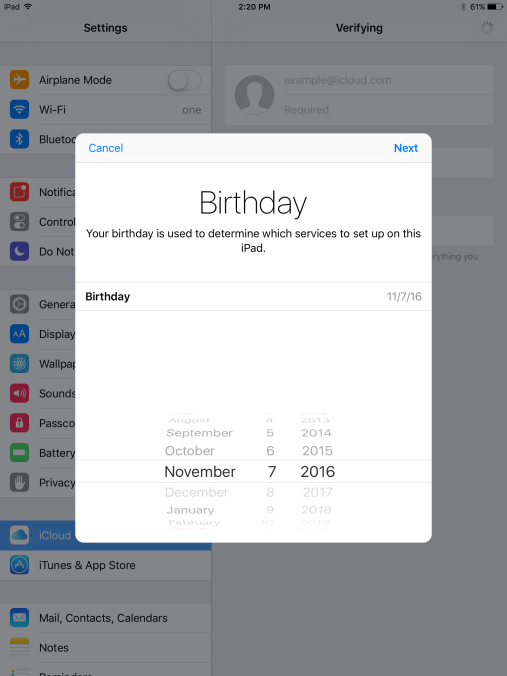 iPad 2:20 PM 61%
Settings
Verifying
Airplane Mode
example@icloud.com
Wi-Fi one
Required
Bluetoo
Cancel Next
Birthday
Notifica
Your birthday is used to determine which services to set up on this
Control
iPad.
Do Not
rything you
Birthday 11/7/16
Genera
Display
Wallpap
Sounds
Passco
Battery
Privacy
August 4 2013
September 5 2014
October 6 2015
November 7 2016
December 8 2017
January 9 2018
February 10 2019
iCloud
iTunes & App Store
Mail, Contacts, Calendars
Notes
Reminders